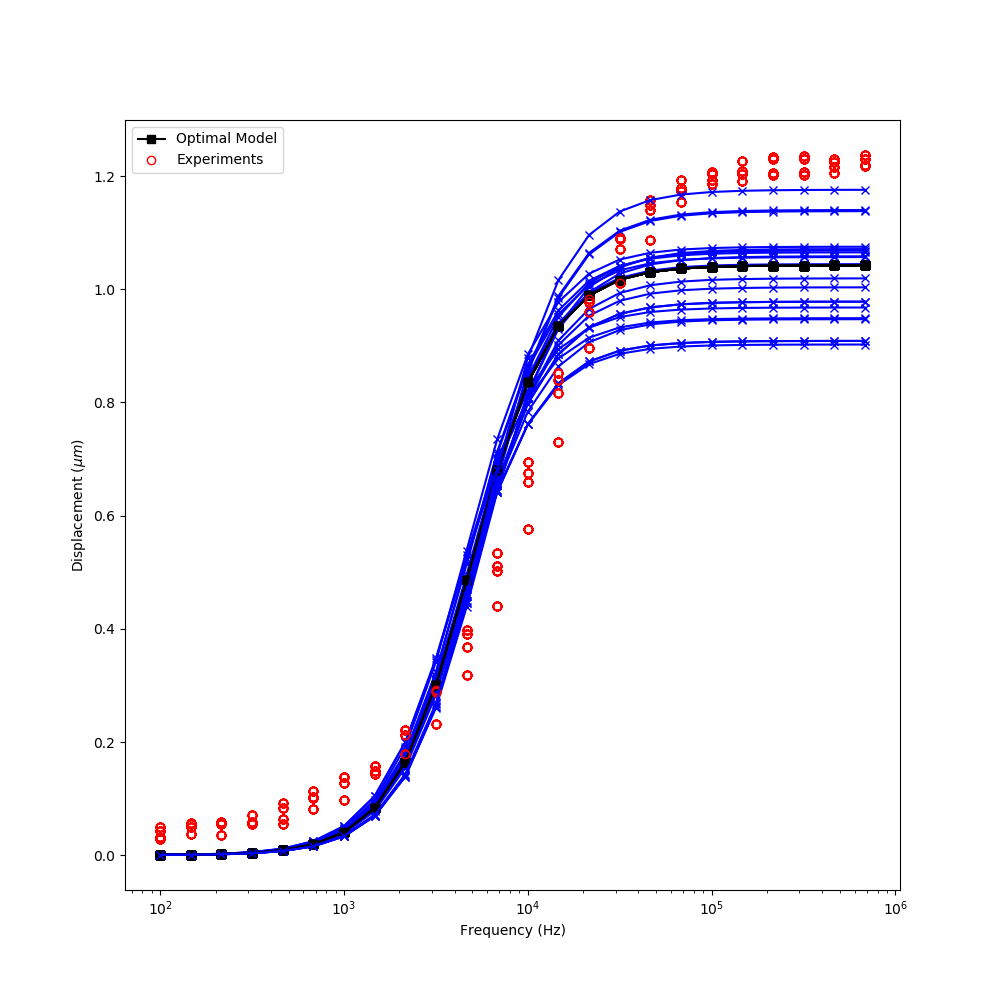 Optimal Model
Experiments
1.2
1.0
0.8
0.6
0.4
0.2
0.0
Displacement (μm)
10² 10³ 10⁴ 10⁵ 10⁶
Frequency (Hz)